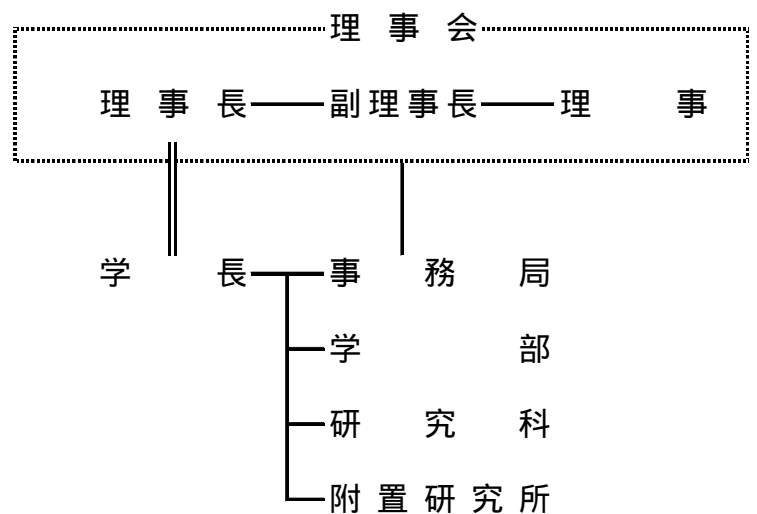 理事会
理事長 副理事長 理事
学長 事務局
学部
研究科
附置研究所